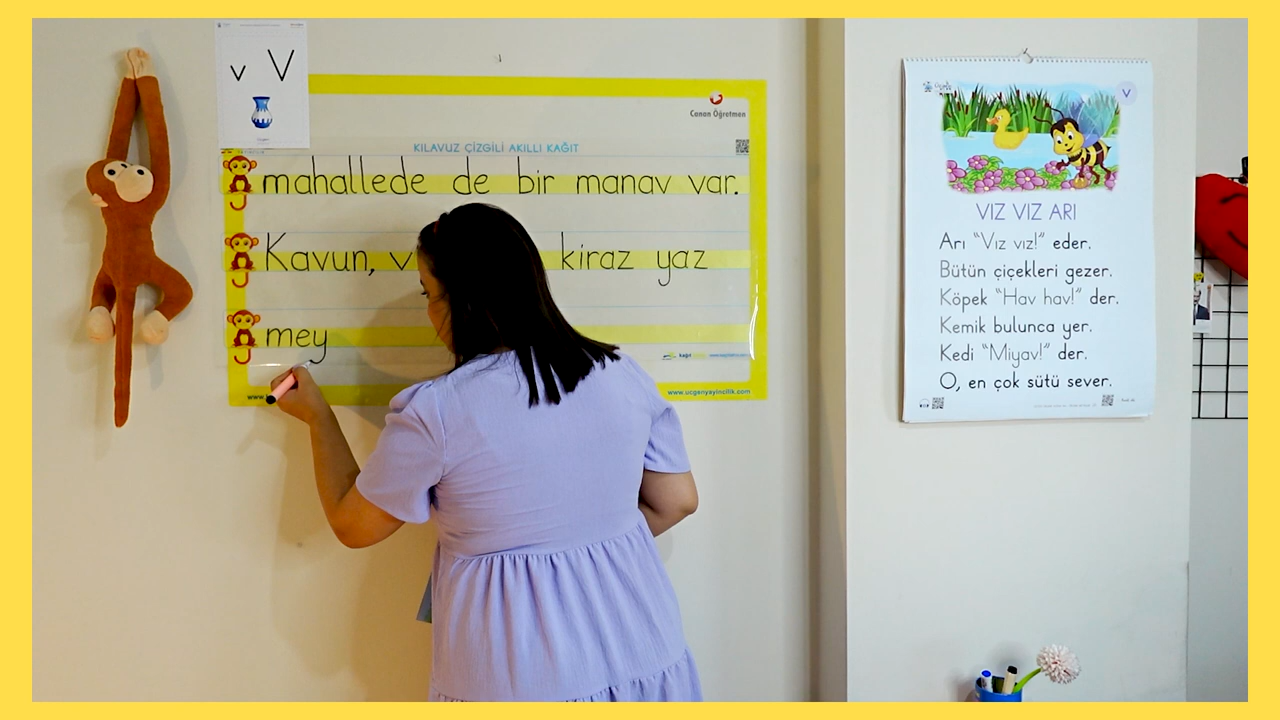 v V
Canan Öğretmen
KILAVUZ ÇİZGİLİ AKILLI KAĞIT
mahallede de bir manav var.
Kavun, v kiraz yaz
mey
kağıt
www.ucgenyayincilik.com
v
VIZ VIZ ARI
Arı “Vız vız!” eder.
Bütün çiçekleri gezer.
Köpek “Hav hav!” der.
Kemik bulunca yer.
Kedi “Miyav!” der.
O, en çok sütü sever.